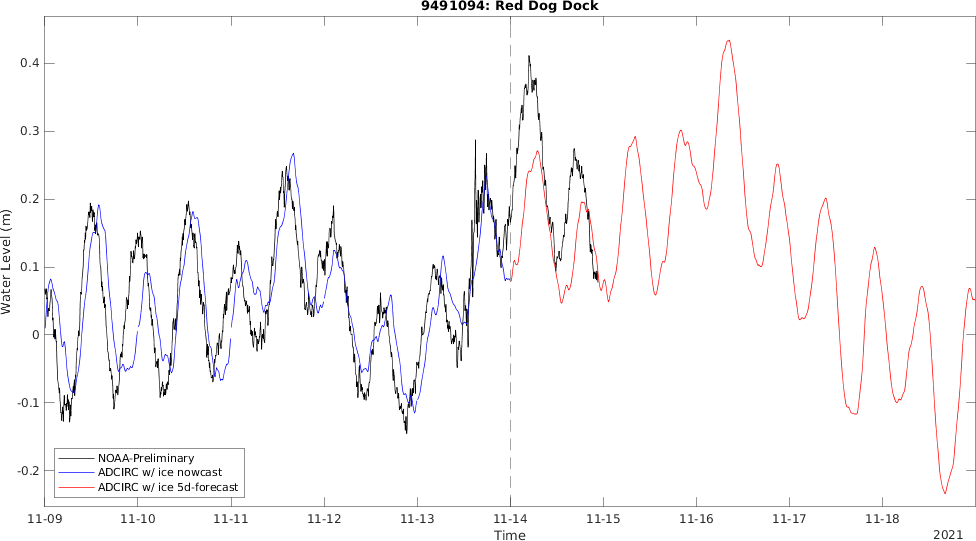 9491094: Red Dog Dock
Water Level (m)
0.4
0.3
0.2
0.1
0
-0.1
-0.2
NOAA-Preliminary
ADCIRC w/ ice nowcast
ADCIRC w/ ice 5d-forecast
11-09 11-10 11-11 11-12 11-13 11-14 11-15 11-16 11-17 11-18
Time
2021